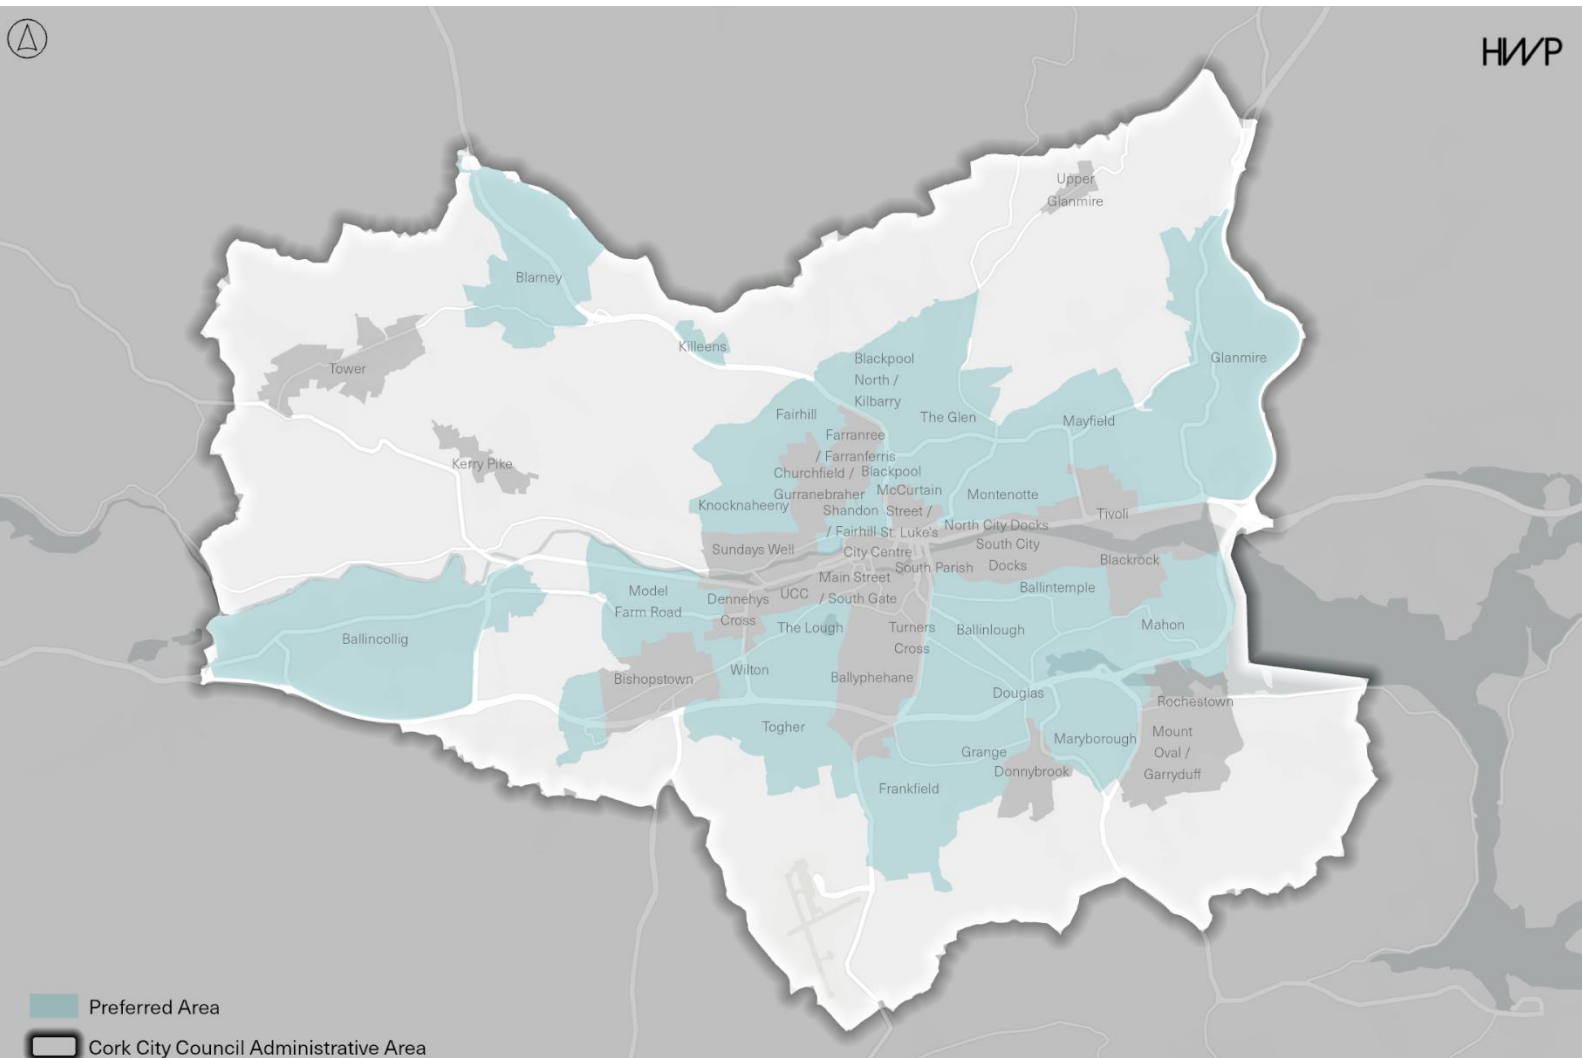 HWP
Upper
Glanmire
Blarney
Glanmire
Killeens
Tower
Blackpool
North /
Kilbarry
Fairhill
The Glen
Mayfield
Farranree
/ Farranferris
Kerry Pike
Churchfield /
Gurranebraher
Blackpool
McCurtain
Street /
St. Luke's
Montenotte
Knocknaheeny
Shandon
/ Fairhill
Tivoli
North City Docks
South City
Docks
Sundays Well
City Centre
South Parish
Blackrock
Main Street
/ South Gate
Ballintemple
Model
Farm Road
Dennehys
Cross
UCC
The Lough
Turners
Cross
Ballinlough
Mahon
Ballincollig
Wilton
Bishopstown
Ballyphehane
Douglas
Rochestown
Togher
Maryborough
Mount
Oval /
Garryduff
Grange
Donnybrook
Frankfield
Preferred Area
Cork City Council Administrative Area